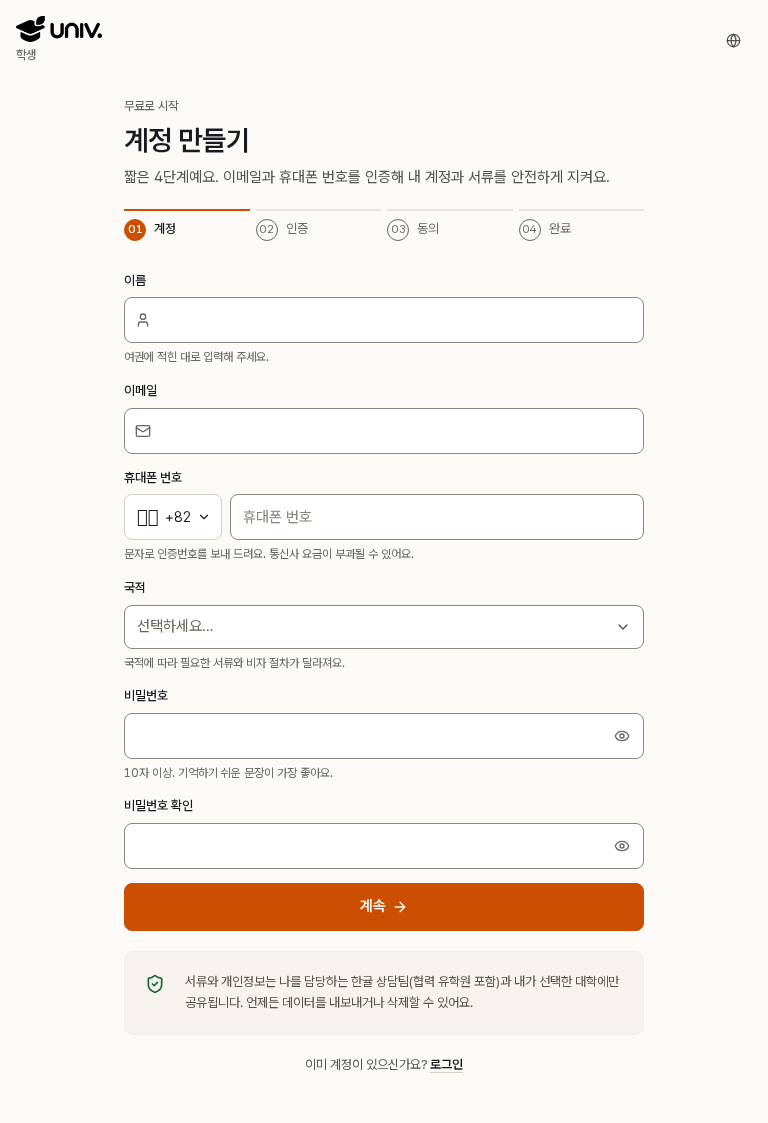 UNIV.
학생
무료로 시작
계정 만들기
짧은 4단계예요. 이메일과 휴대폰 번호를 인증해 내 계정과 서류를 안전하게 지켜요.
01 계정 02 인증 03 동의 04 완료
이름
여권에 적힌 대로 입력해 주세요.
이메일
휴대폰 번호
+82 휴대폰 번호
문자로 인증번호를 보내 드려요. 통신사 요금이 부과될 수 있어요.
국적
선택하세요...
국적에 따라 필요한 서류와 비자 절차가 달라져요.
비밀번호
10자 이상. 기억하기 쉬운 문장이 가장 좋아요.
비밀번호 확인
계속 →
서류와 개인정보는 나를 담당하는 한귤 상담팀(협력 유학원 포함)과 내가 선택한 대학에만
공유됩니다. 언제든 데이터를 내보내거나 삭제할 수 있어요.
이미 계정이 있으신가요? 로그인